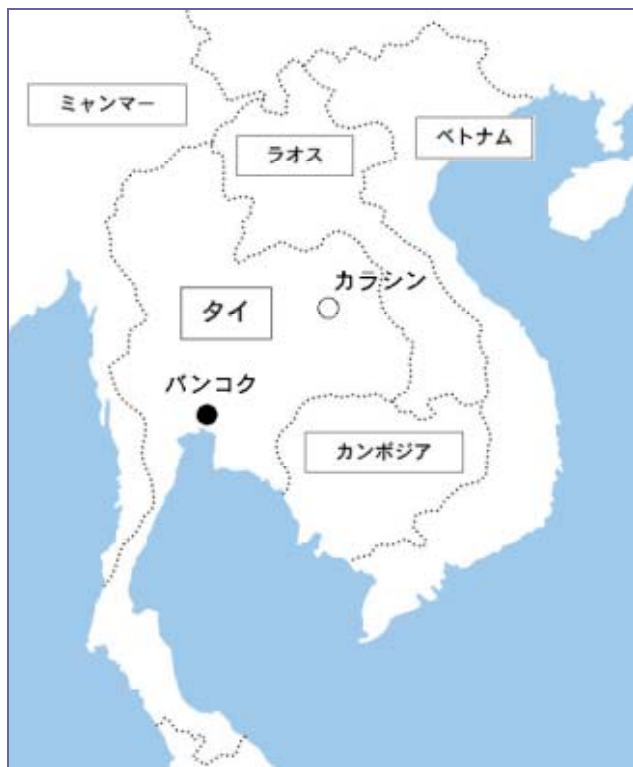 ミャンマー
ラオス
ベトナム
カラシン
タイ
バンコク
カンボジア